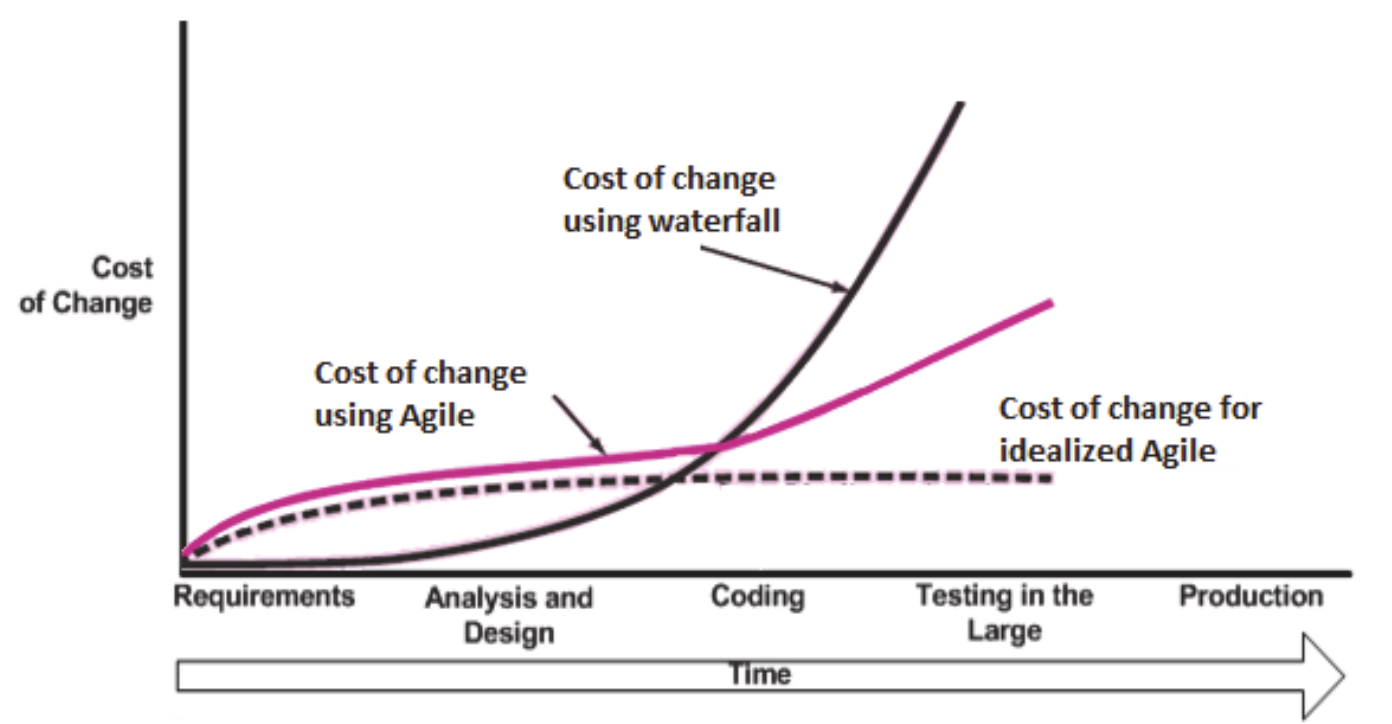 Cost of change
using waterfall
Cost
of Change
Cost of change
using Agile
Cost of change for
idealized Agile
Requirements
Analysis and
Design
Coding
Testing in the
Large
Production
Time